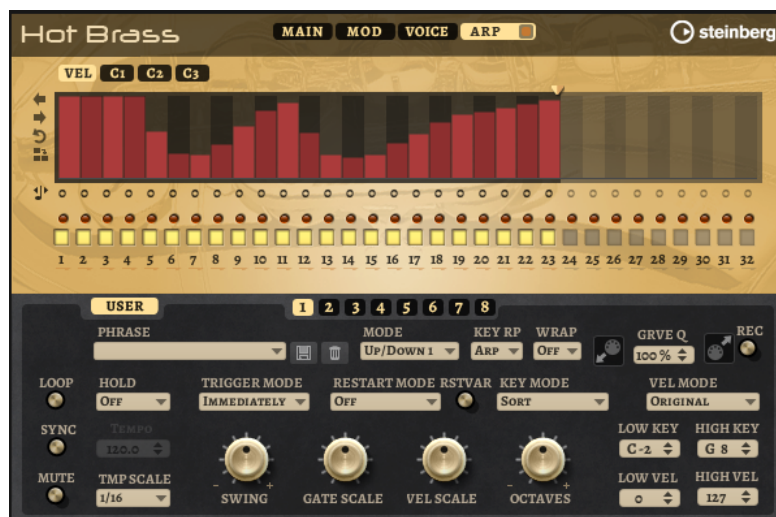 Hot Brass MAIN MOD VOICE ARP steinberg
VEL C1 C2 C3
1 2 3 4 5 6 7 8 9 10 11 12 13 14 15 16 17 18 19 20 21 22 23 24 25 26 27 28 29 30 31 32
USER 1 2 3 4 5 6 7 8
PHRASE MODE KEY RP WRAP GRVE Q REC
UP/DOWN 1 ARP OFF 100 %
LOOP HOLD TRIGGER MODE RESTART MODE RSTVAR KEY MODE VEL MODE
OFF IMMEDIATELY OFF SORT ORIGINAL
SYNC TEMPO LOW KEY HIGH KEY
120.0 C-2 G 8
MUTE TMP SCALE LOW VEL HIGH VEL
1/16 - SWING + GATE SCALE VEL SCALE - OCTAVES + 0 127